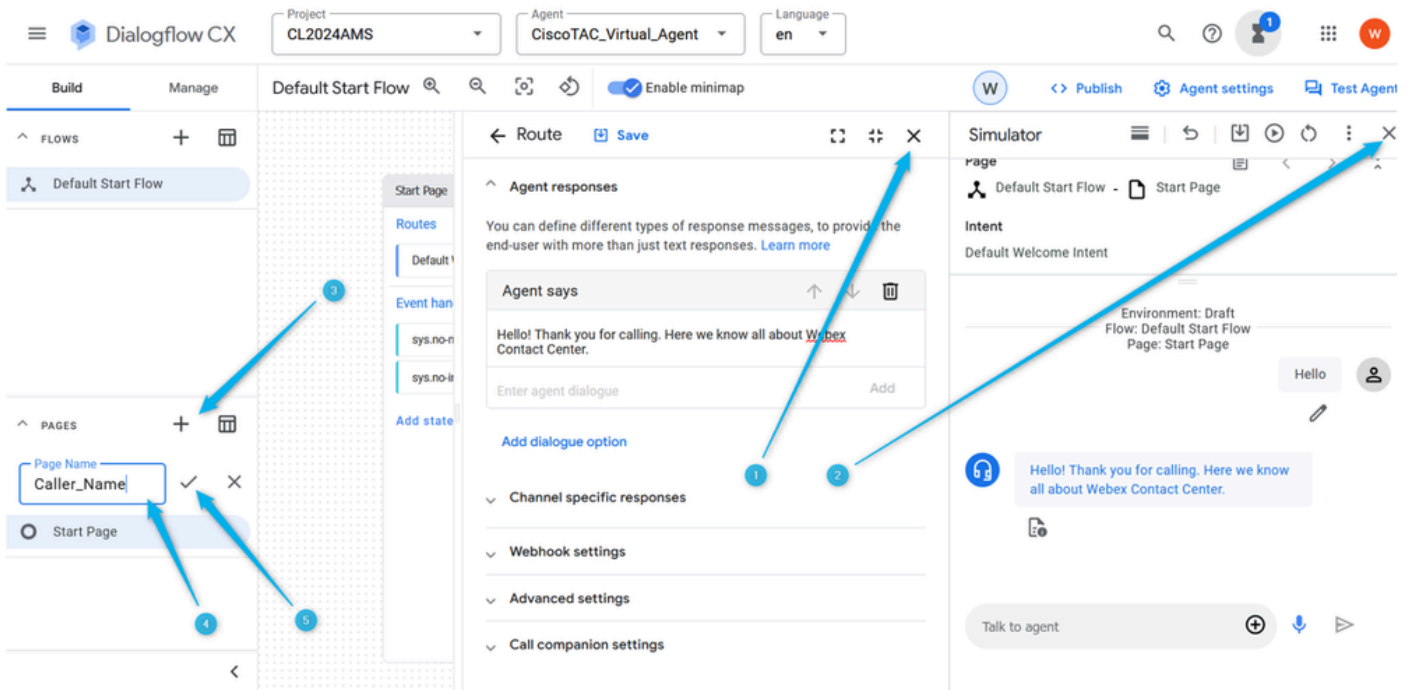 Dialogflow CX
Project
CL2024AMS
Agent
CiscoTAC_Virtual_Agent
Language
en
1
W
Build
Manage
Default Start Flow
Enable minimap
W
Publish
Agent settings
Test Agent
FLOWS
Default Start Flow
PAGES
Page Name
Caller_Name
Start Page
Start Page
Routes
Default
Event han
sys.no-
sys.no-
Add state
Route
Save
Agent responses
You can define different types of response messages, to provide the
end-user with more than just text responses. Learn more
Agent says
Hello! Thank you for calling. Here we know all about Webex
Contact Center.
Enter agent dialogue
Add
Add dialogue option
Channel specific responses
Webhook settings
Advanced settings
Call companion settings
Simulator
Page
Default Start Flow - Start Page
Intent
Default Welcome Intent
Environment: Draft
Flow: Default Start Flow
Page: Start Page
Hello
Hello! Thank you for calling. Here we know
all about Webex Contact Center.
Talk to agent
1
2
3
4
5